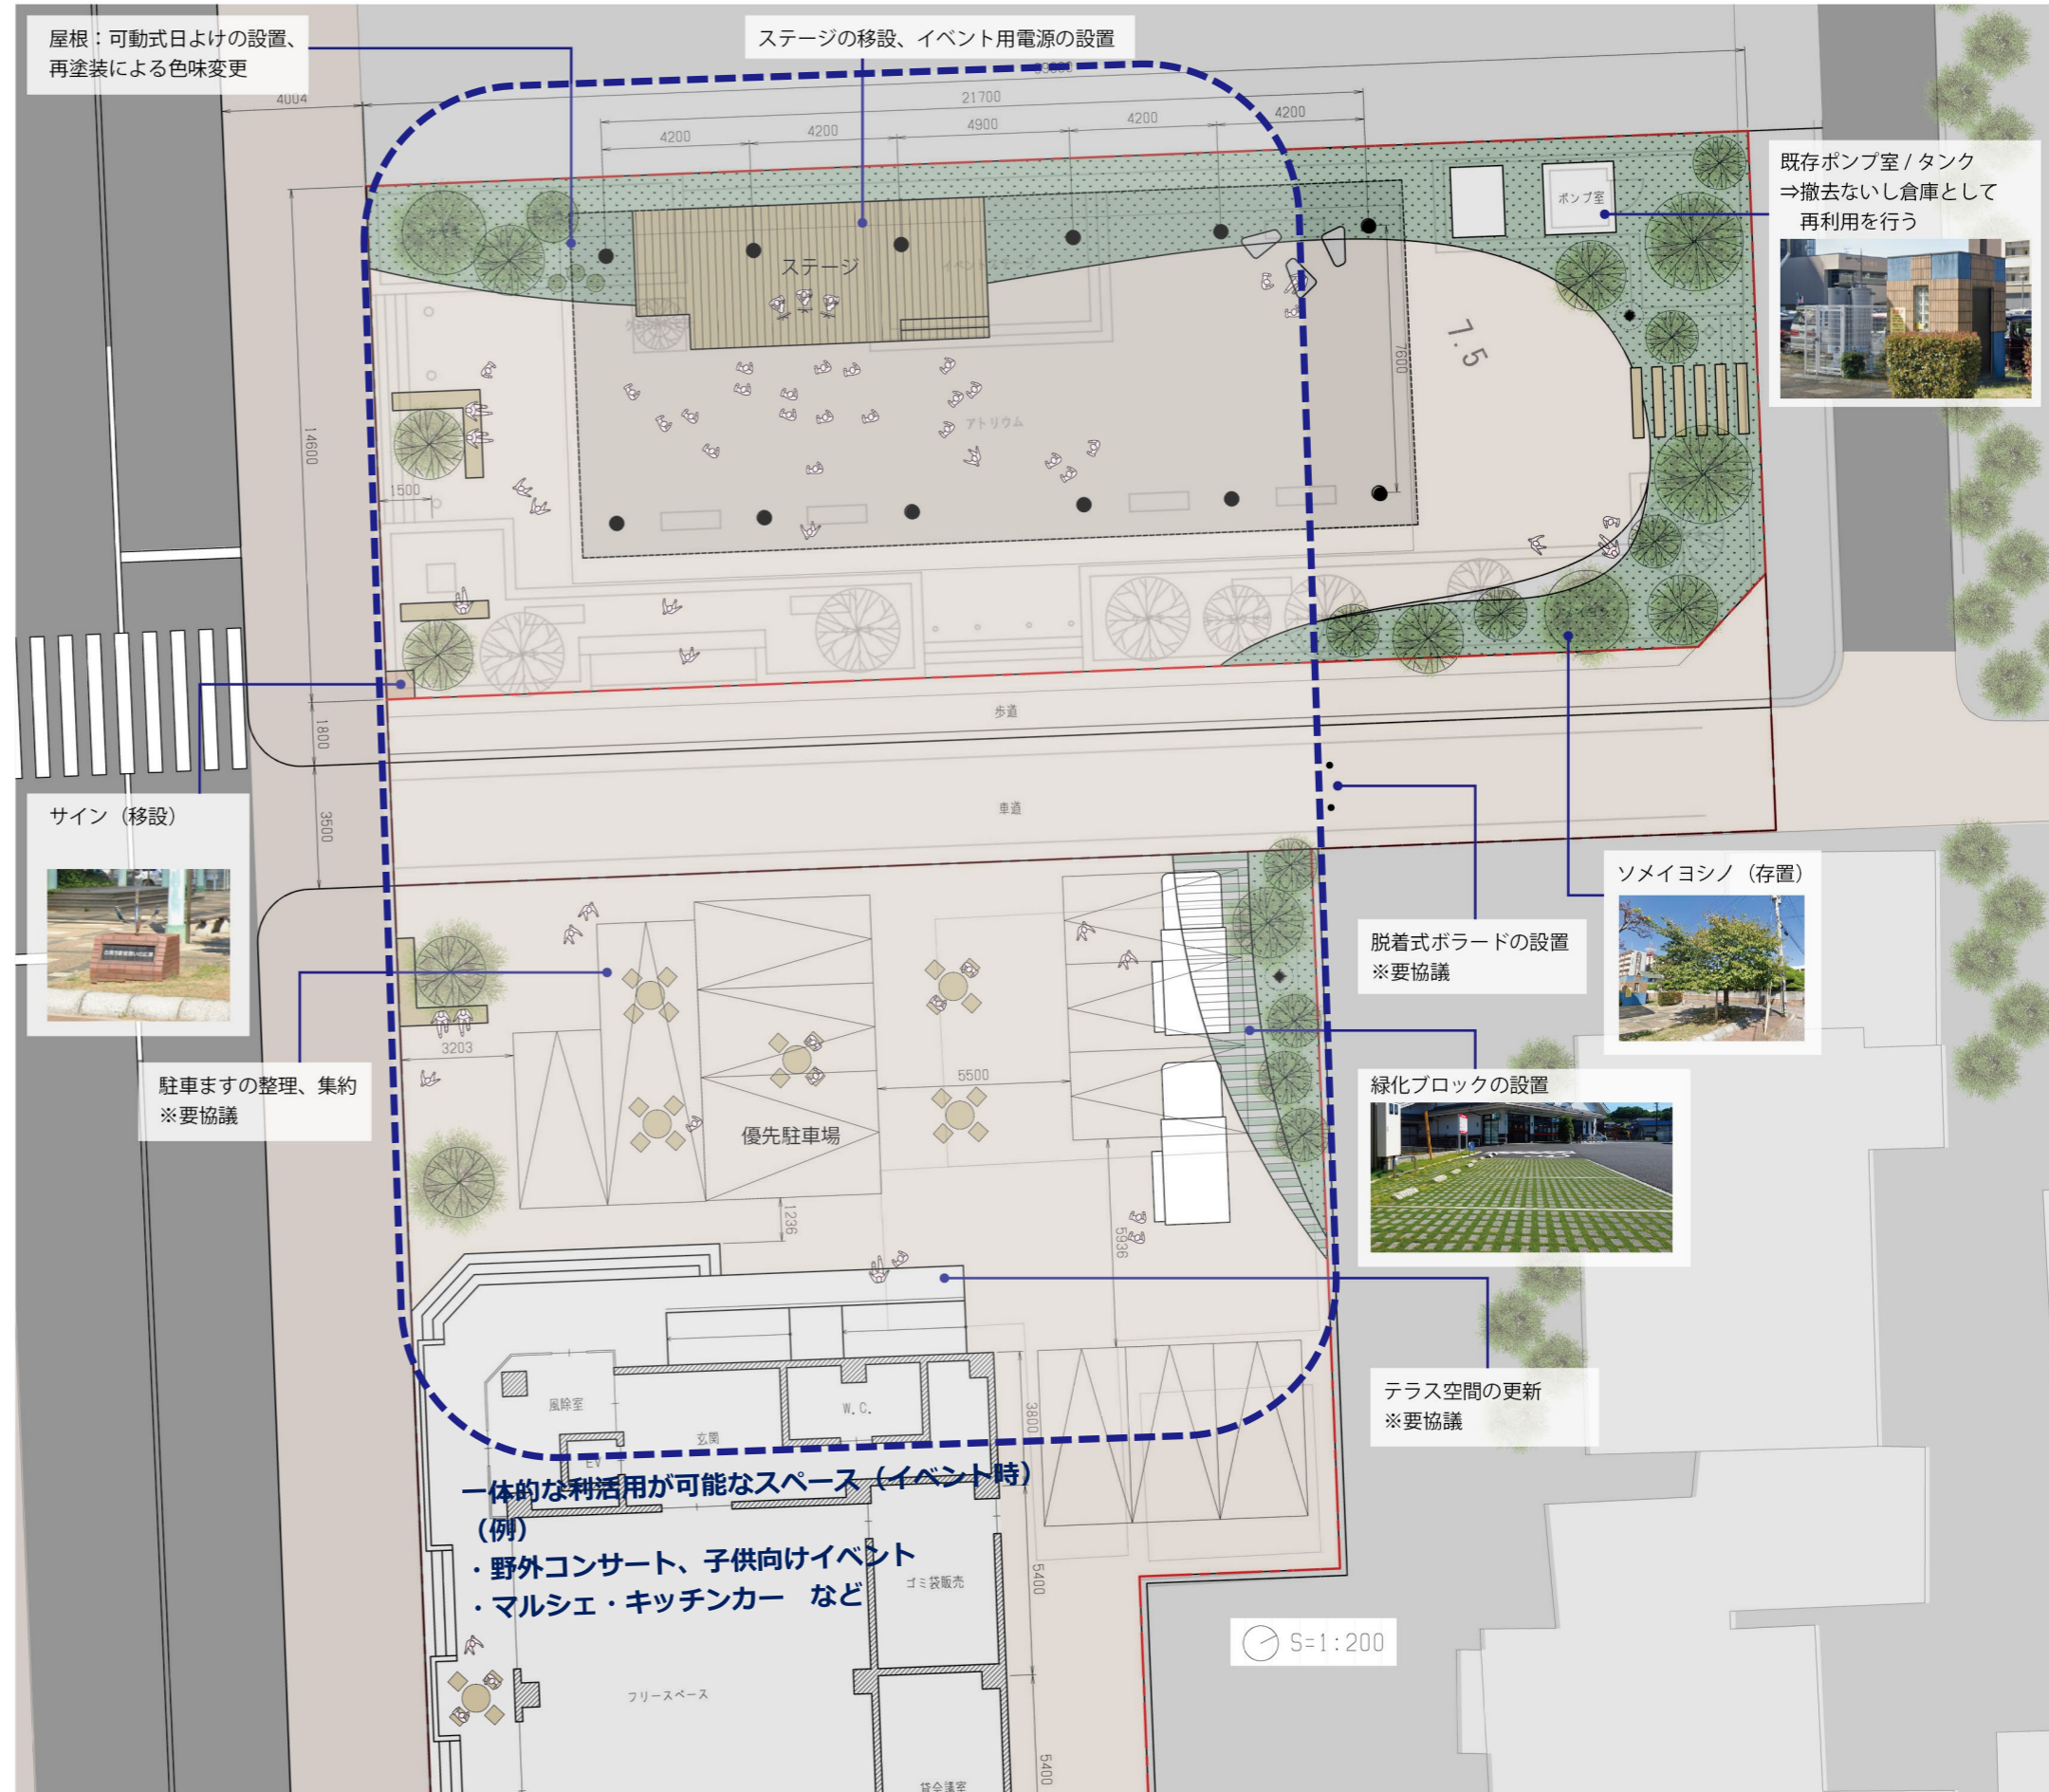 屋根：可動式日よけの設置、
再塗装による色味変更
ステージの移設、イベント用電源の設置
4004
21700
4200
4200
4900
4200
4200
既存ポンプ室 / タンク
⇒撤去ないし倉庫として
再利用を行う
ポンプ室
ステージ
7.5
7600
アトリウム
14600
1500
歩道
1800
車道
3500
サイン（移設）
ソメイヨシノ（存置）
脱着式ボラードの設置
※要協議
駐車ますの整理、集約
※要協議
3203
5500
緑化ブロックの設置
優先駐車場
1236
5936
テラス空間の更新
※要協議
風除室
W.C.
玄関
EV
3800
一体的な利活用が可能なスペース（イベント時）
（例）
・野外コンサート、子供向けイベント
・マルシェ・キッチンカー　など
ゴミ袋販売
5400
S=1:200
フリースペース
5400
貸会議室